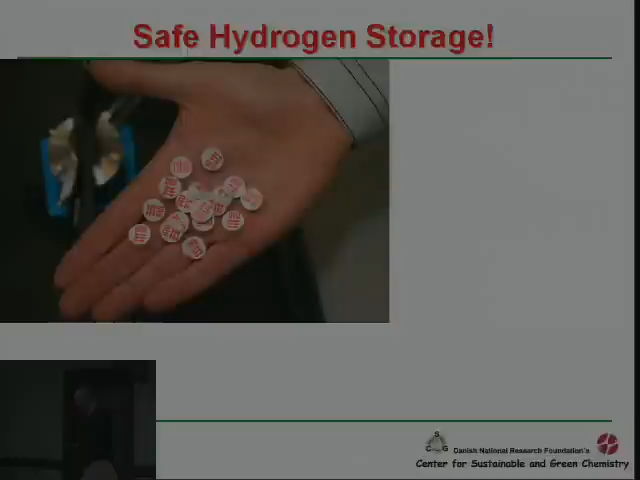 Safe Hydrogen Storage!
C S G
Danish National Research Foundation's
Center for Sustainable and Green Chemistry